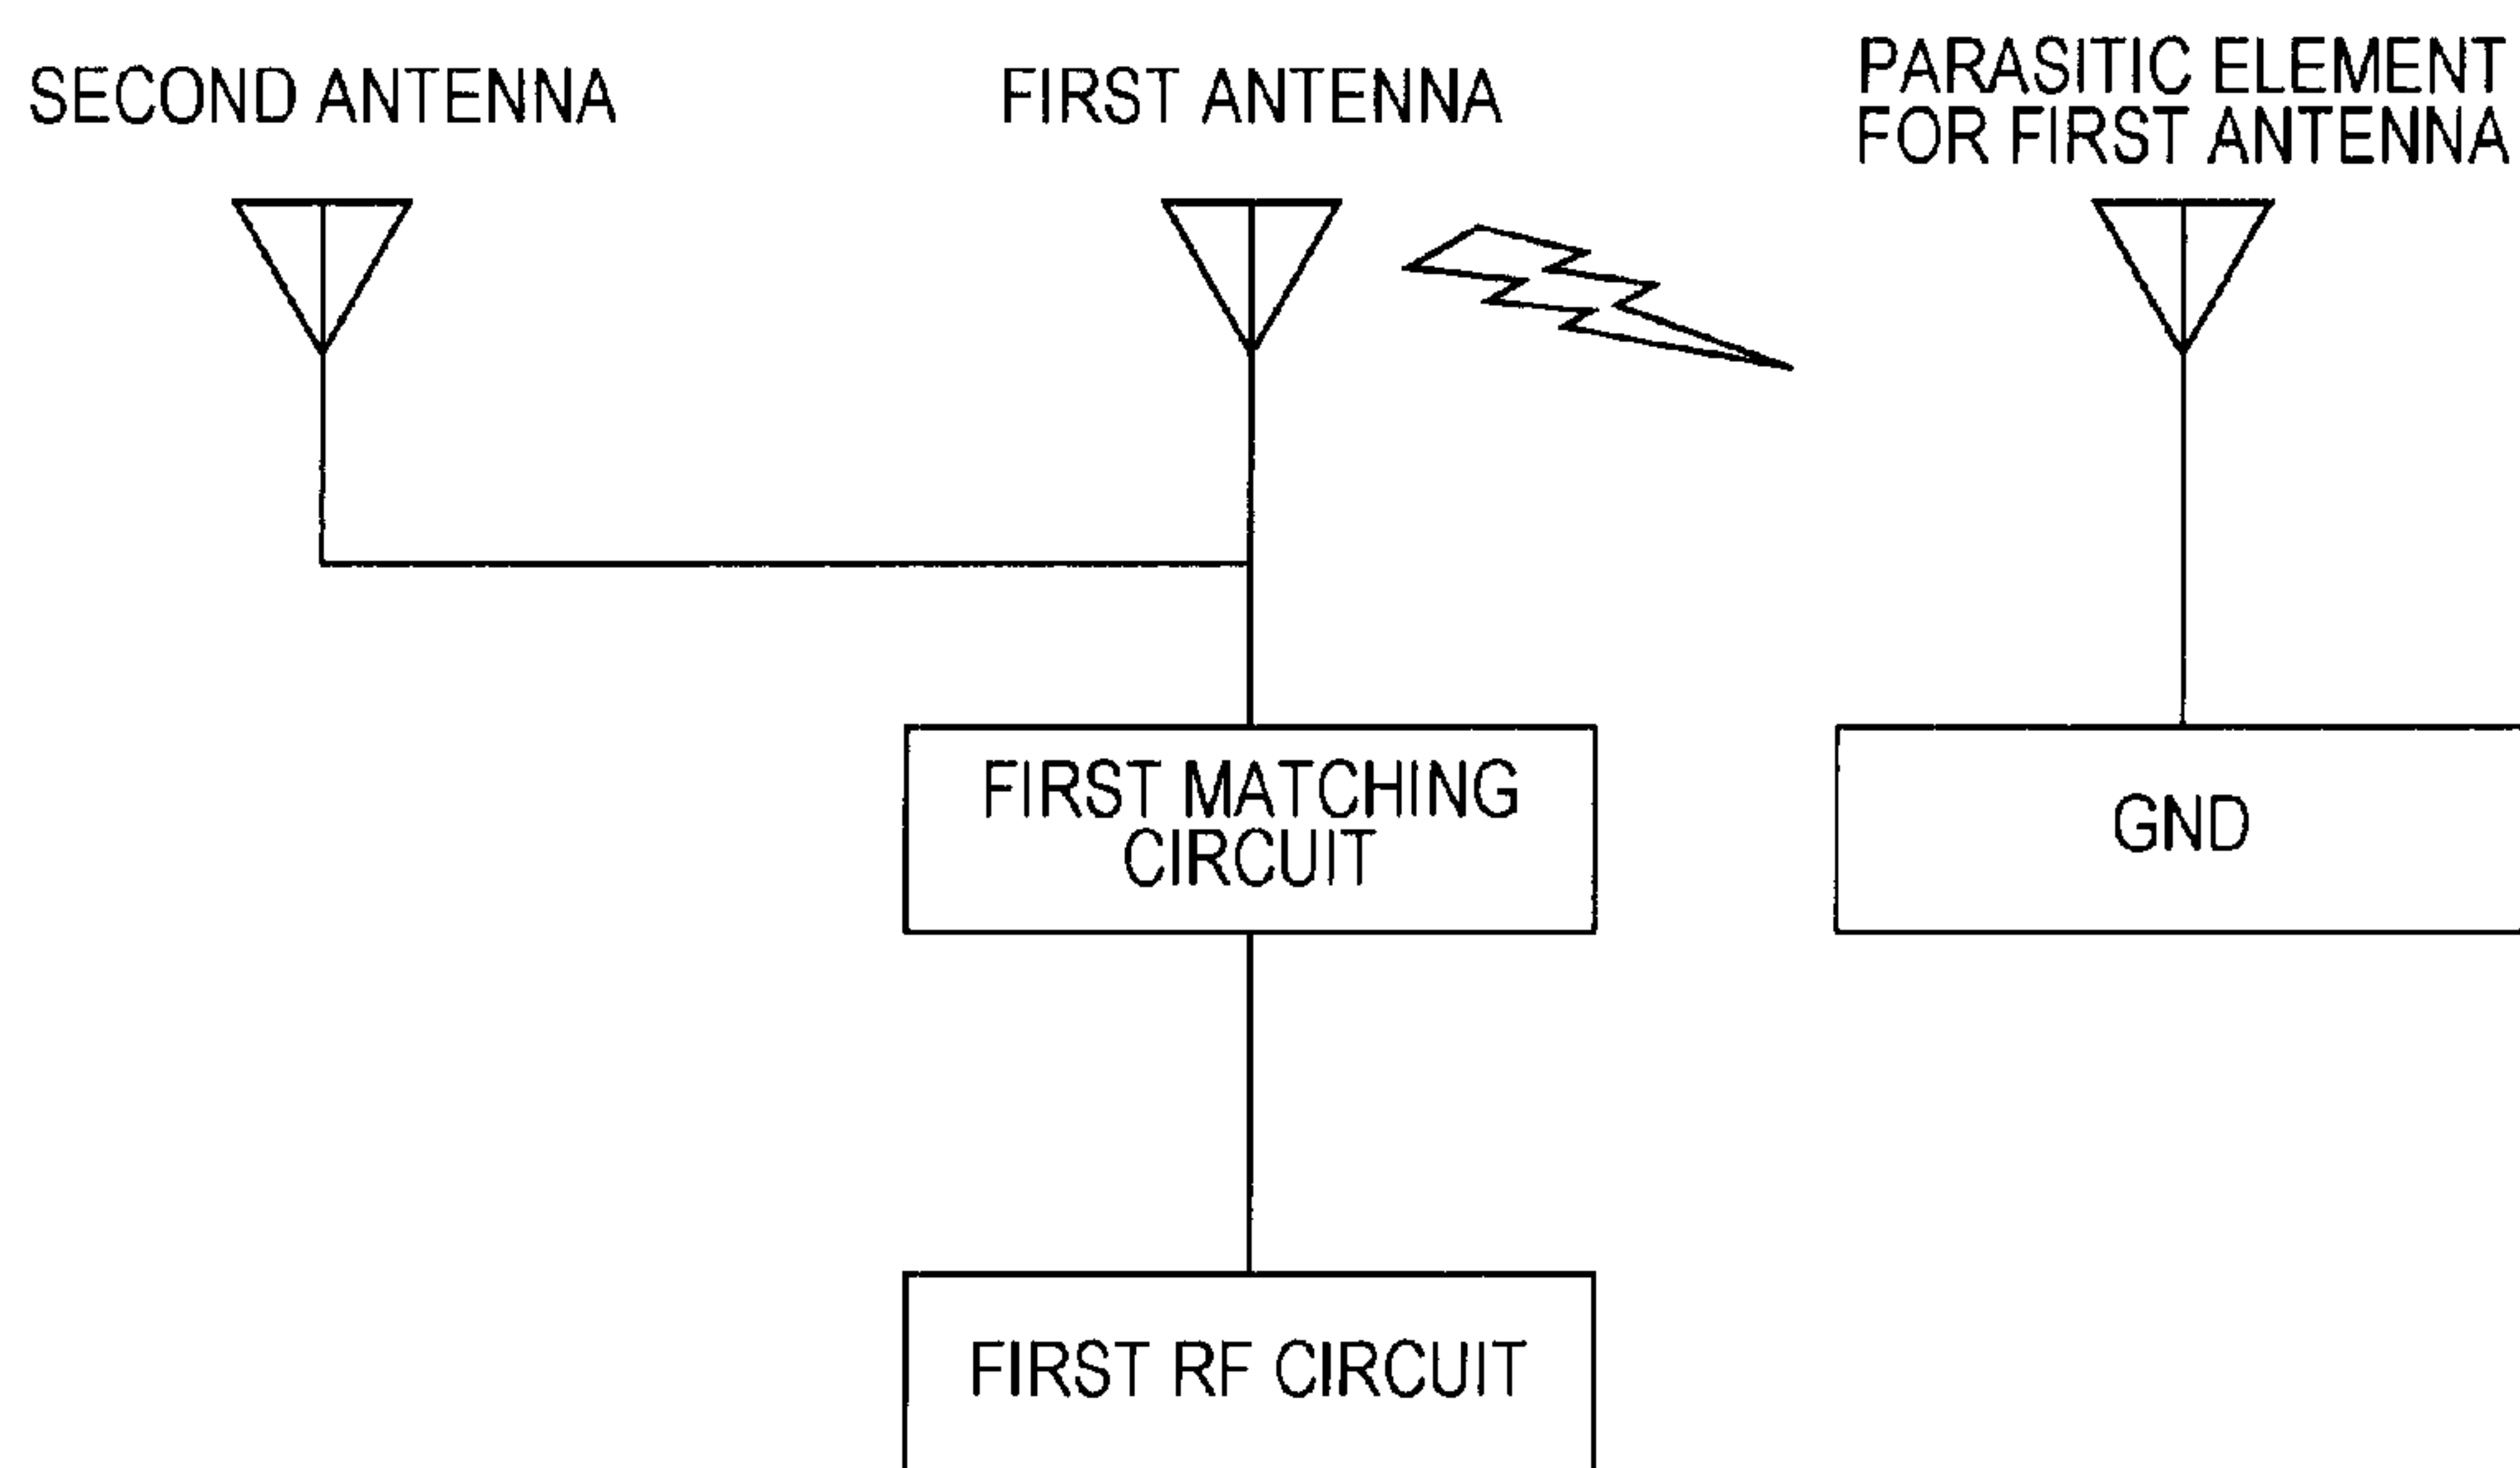 SECOND ANTENNA
FIRST ANTENNA
PARASITIC ELEMENT
FOR FIRST ANTENNA
FIRST MATCHING
CIRCUIT
GND
FIRST RF CIRCUIT